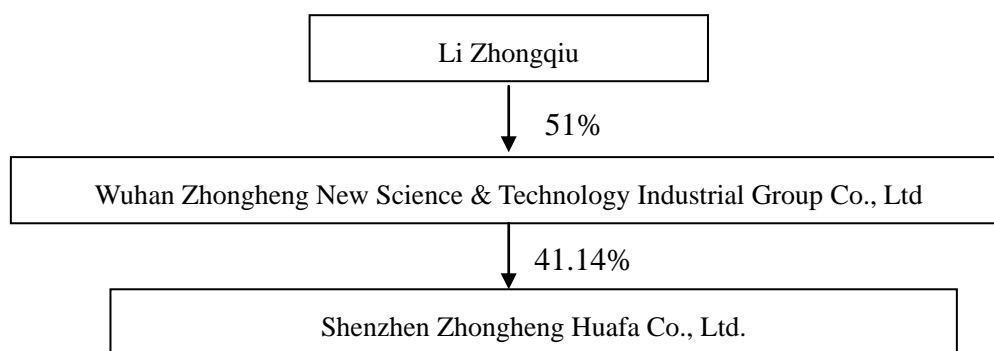 Li Zhongqiu
51%
Wuhan Zhongheng New Science & Technology Industrial Group Co., Ltd
41.14%
Shenzhen Zhongheng Huafa Co., Ltd.